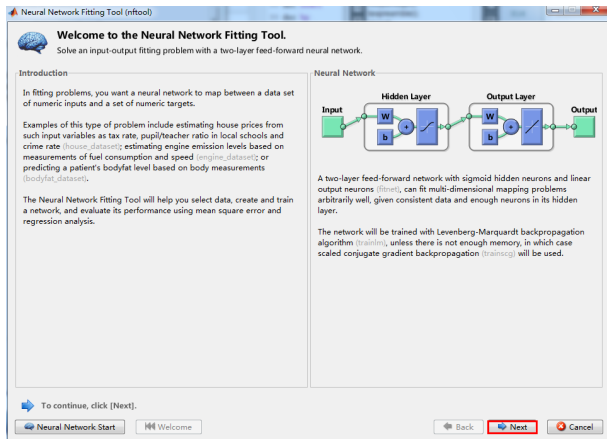 Neural Network Fitting Tool (nftool)
Welcome to the Neural Network Fitting Tool.
Solve an input-output fitting problem with a two-layer feed-forward neural network.
Introduction
In fitting problems, you want a neural network to map between a data set
of numeric inputs and a set of numeric targets.
Examples of this type of problem include estimating house prices from
such input variables as tax rate, pupil/teacher ratio in local schools and
crime rate (house_dataset); estimating engine emission levels based on
measurements of fuel consumption and speed (engine_dataset); or
predicting a patient's bodyfat level based on body measurements
(bodyfat_dataset).
The Neural Network Fitting Tool will help you select data, create and train
a network, and evaluate its performance using mean square error and
regression analysis.
Neural Network
Hidden Layer
Output Layer
Input
Output
W
b
+
W
b
+
A two-layer feed-forward network with sigmoid hidden neurons and linear
output neurons (fitnet), can fit multi-dimensional mapping problems
arbitrarily well, given consistent data and enough neurons in its hidden
layer.
The network will be trained with Levenberg-Marquardt backpropagation
algorithm (trainlm), unless there is not enough memory, in which case
scaled conjugate gradient backpropagation (trainscg) will be used.
To continue, click [Next].
Neural Network Start
Welcome
Back
Next
Cancel